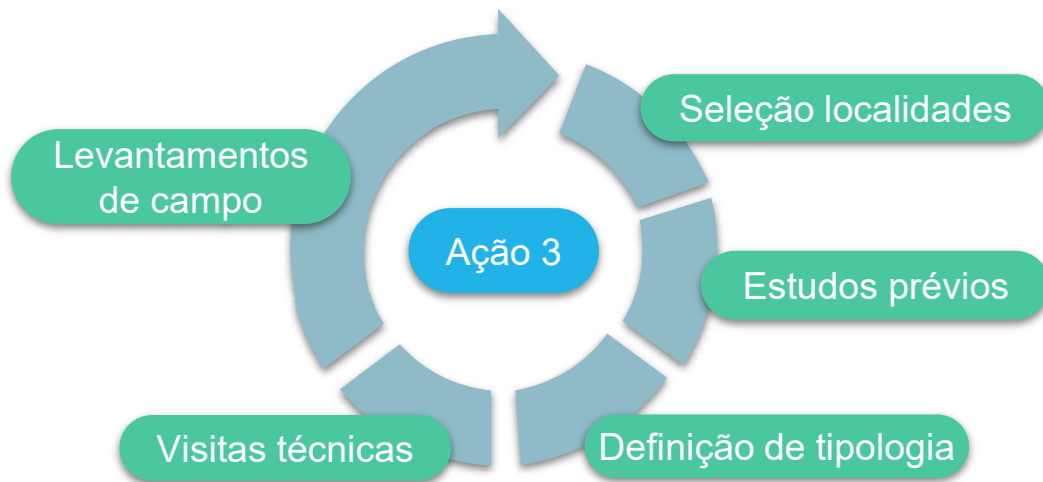 Seleção localidades
Levantamentos
de campo
Ação 3
Estudos prévios
Visitas técnicas
Definição de tipologia